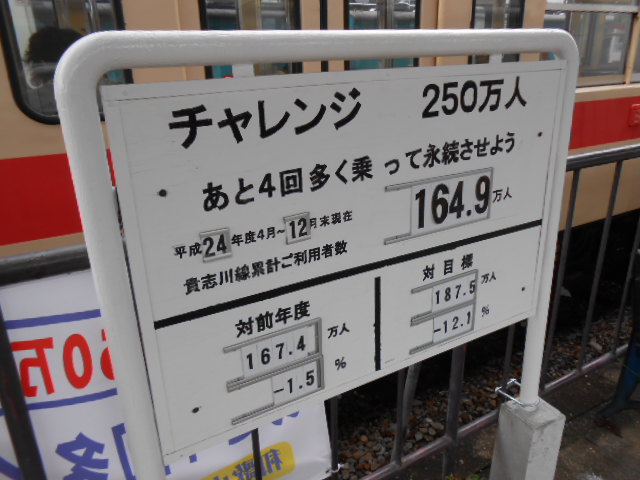 チャレンジ 250万人
あと4回多く乗って永続させよう
平成24年度4月~12月末現在 164.9万人
貴志川線累計ご利用者数
対前年度
167.4 万人
-1.5 %
対目標
187.5 万人
-12.1 %